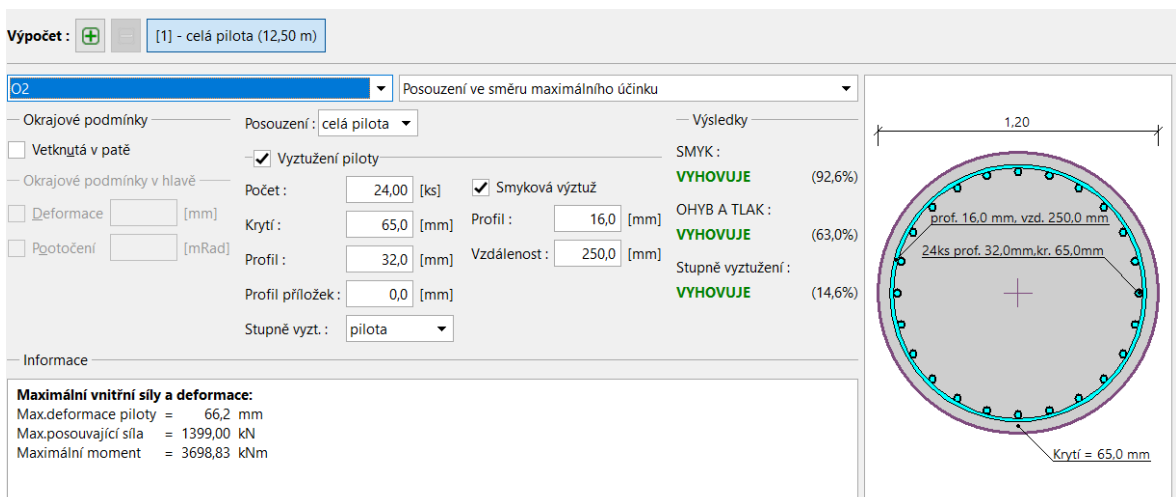 Výpočet : [1] - celá pilota (12,50 m)
O2
Posouzení ve směru maximálního účinku
Okrajové podmínky
Vetknutá v patě
Okrajové podmínky v hlavě
Deformace [mm]
Pootočení [mRad]
Posouzení : celá pilota
Vyztužení piloty
Počet : 24,00 [ks]
Krytí : 65,0 [mm]
Profil : 32,0 [mm]
Profil příložek : 0,0 [mm]
Stupně vyzt. : pilota
Smyková výztuž
Profil : 16,0 [mm]
Vzdálenost : 250,0 [mm]
Výsledky
SMYK :
VYHOVUJE (92,6%)
OHYB A TLAK :
VYHOVUJE (63,0%)
Stupně vyztužení :
VYHOVUJE (14,6%)
1,20
prof. 16,0 mm, vzd. 250,0 mm
24ks prof. 32,0mm,kr. 65,0mm
Krytí = 65,0 mm
Informace
Maximální vnitřní síly a deformace:
Max.deformace piloty = 66,2 mm
Max.posouvající síla = 1399,00 kN
Maximální moment = 3698,83 kNm